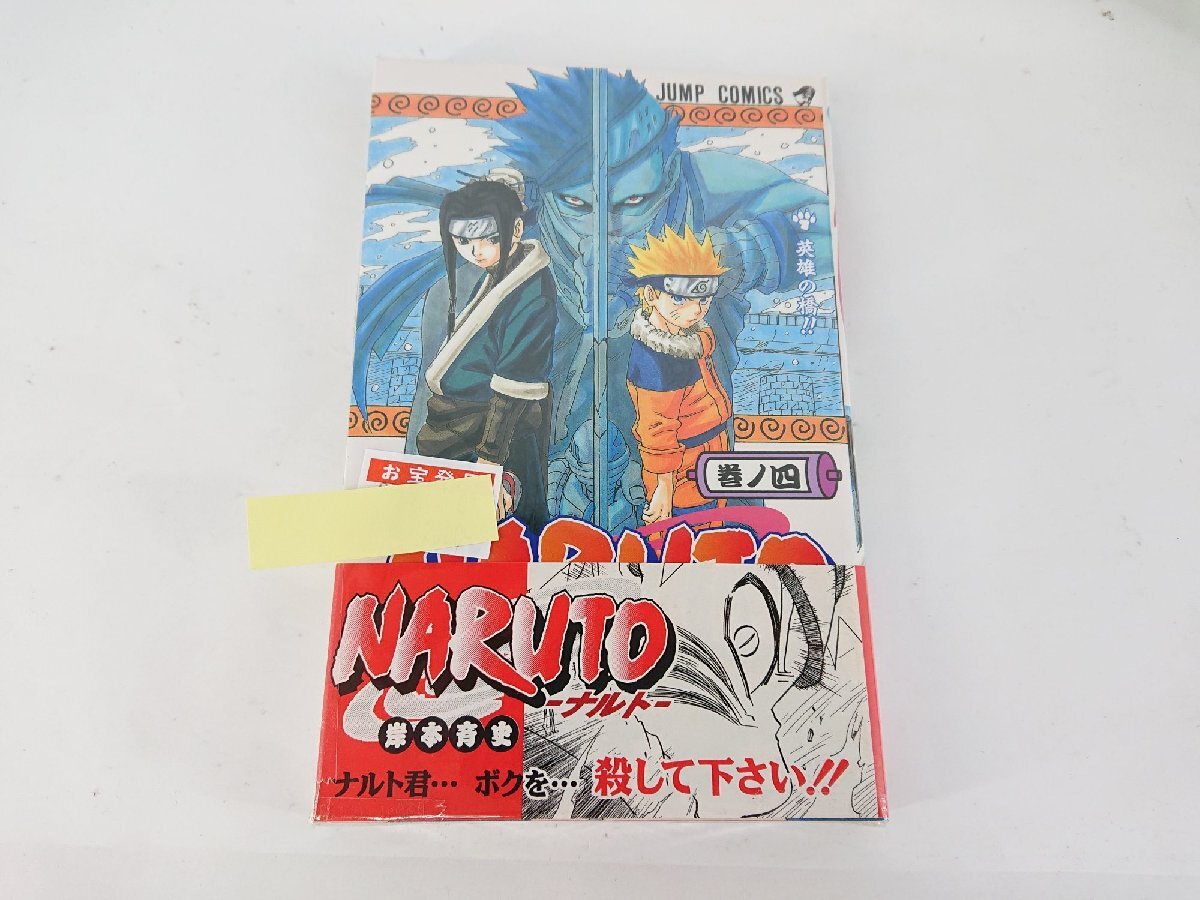 JUMP COMICS
英雄の橋!!
巻ノ四
お宝発
NARUTO
NARUTO
-ナルト-
岸本斉史
ナルト君… ボクを… 殺して下さい!!